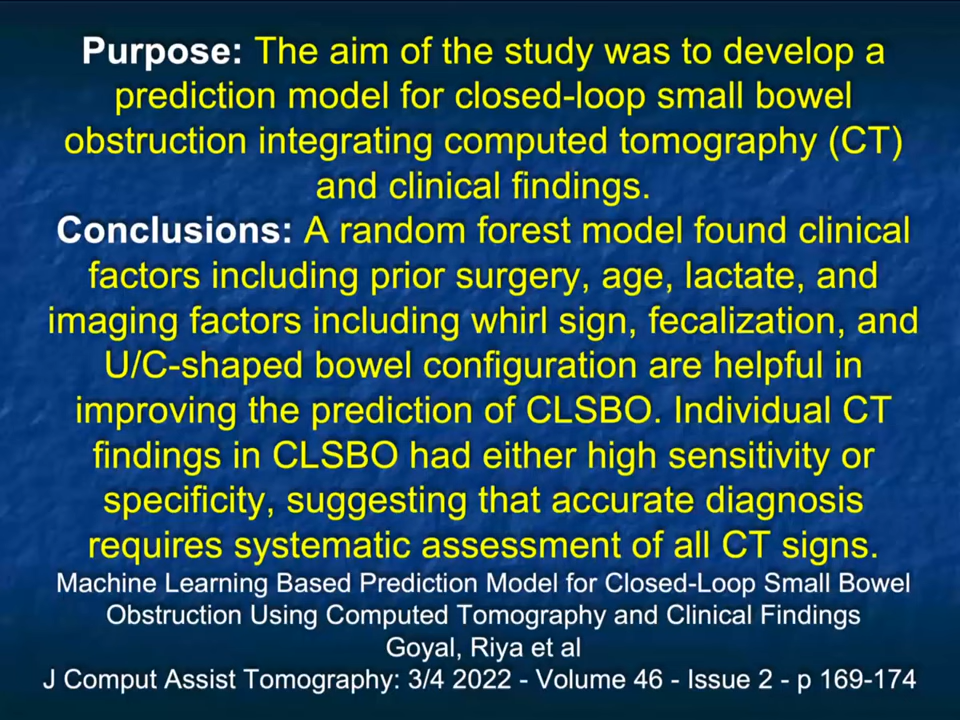 Purpose: The aim of the study was to develop a
prediction model for closed-loop small bowel
obstruction integrating computed tomography (CT)
and clinical findings.
Conclusions: A random forest model found clinical
factors including prior surgery, age, lactate, and
imaging factors including whirl sign, fecalization, and
U/C-shaped bowel configuration are helpful in
improving the prediction of CLSBO. Individual CT
findings in CLSBO had either high sensitivity or
specificity, suggesting that accurate diagnosis
requires systematic assessment of all CT signs.
Machine Learning Based Prediction Model for Closed-Loop Small Bowel
Obstruction Using Computed Tomography and Clinical Findings
Goyal, Riya et al
J Comput Assist Tomography: 3/4 2022 - Volume 46 - Issue 2 - p 169-174